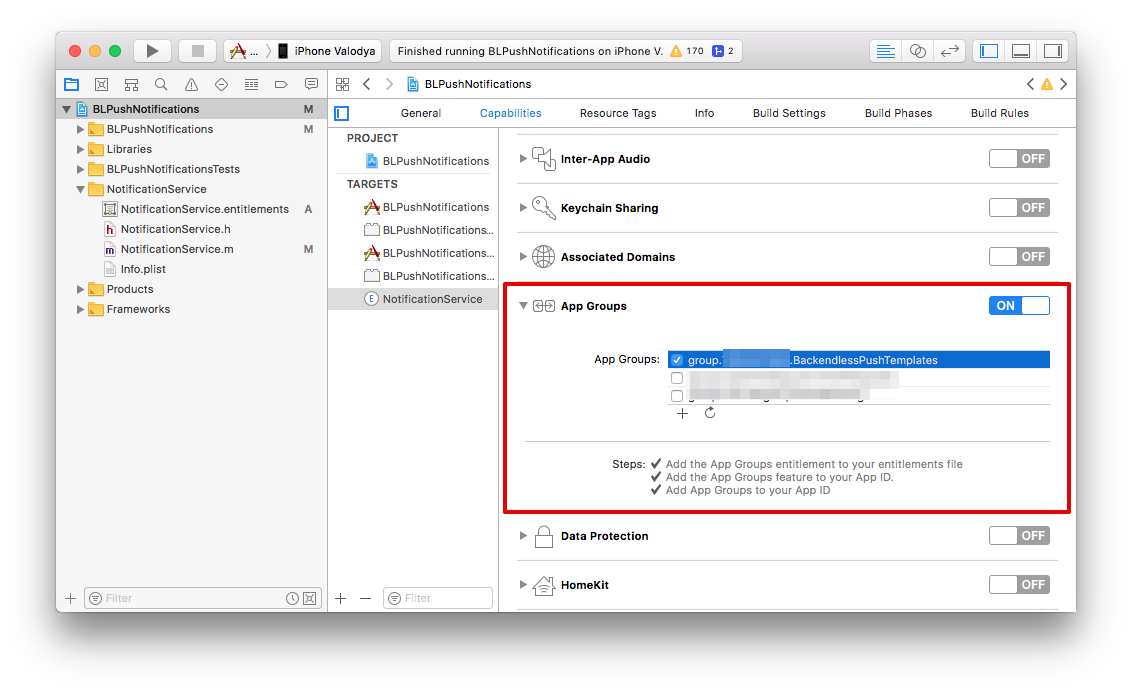 ... iPhone Valodya
Finished running BLPushNotifications on iPhone V. 170 2
BLPushNotifications
BLPushNotifications M
BLPushNotifications M
Libraries
BLPushNotificationsTests
NotificationService
NotificationService.entitlements A
h NotificationService.h
m NotificationService.m M
Info.plist
Products
Frameworks
Filter
General Capabilities Resource Tags Info Build Settings Build Phases Build Rules
PROJECT
BLPushNotifications
TARGETS
BLPushNotifications
BLPushNotifications...
BLPushNotifications...
BLPushNotifications...
E NotificationService
Filter
Inter-App Audio OFF
Keychain Sharing OFF
Associated Domains OFF
App Groups ON
App Groups: group. .BackendlessPushTemplates
Steps: Add the App Groups entitlement to your entitlements file
Add the App Groups feature to your App ID.
Add App Groups to your App ID
Data Protection OFF
HomeKit OFF